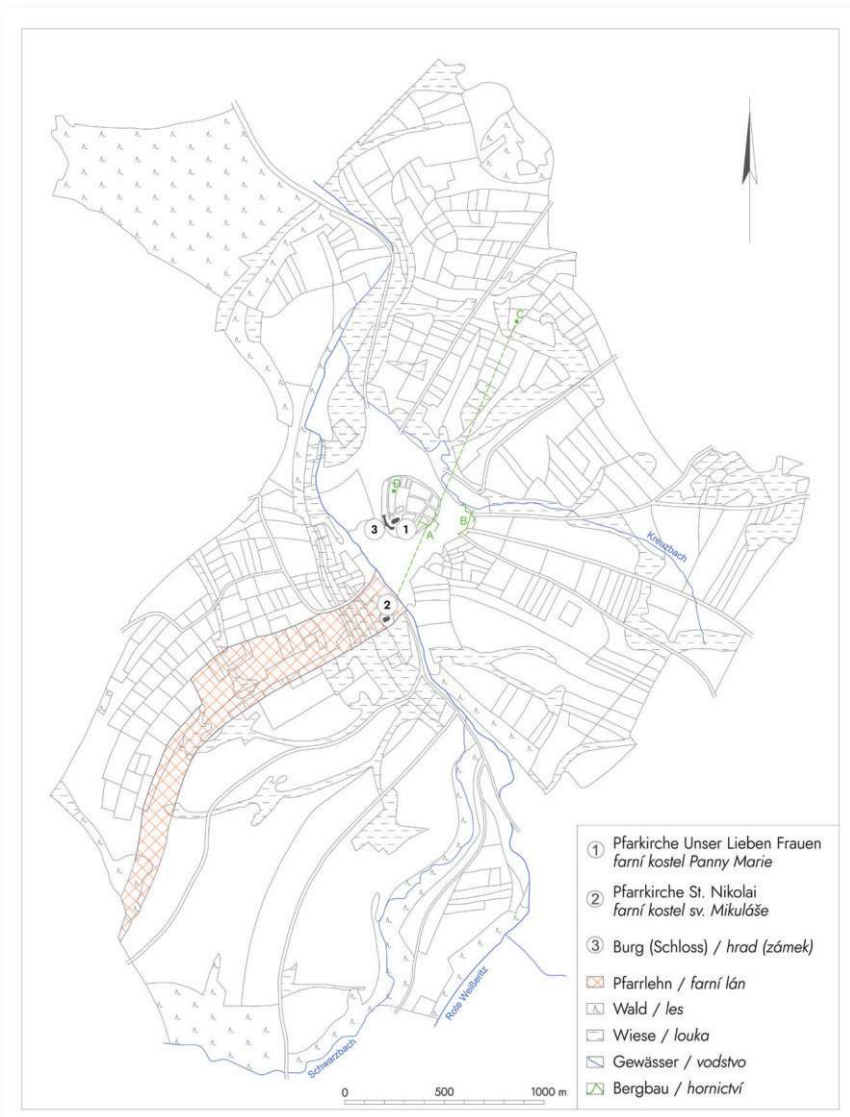 C
D
3
1
A
B
Kreuzbach
2
Rote Weißeritz
Schwarzbach
1 Pfarkirche Unser Lieben Frauen
farní kostel Panny Marie
2 Pfarrkirche St. Nikolai
farní kostel sv. Mikuláše
3 Burg (Schloss) / hrad (zámek)
Pfarrlehn / farní lán
Wald / les
Wiese / louka
Gewässer / vodstvo
Bergbau / hornictví
0 500 1000 m